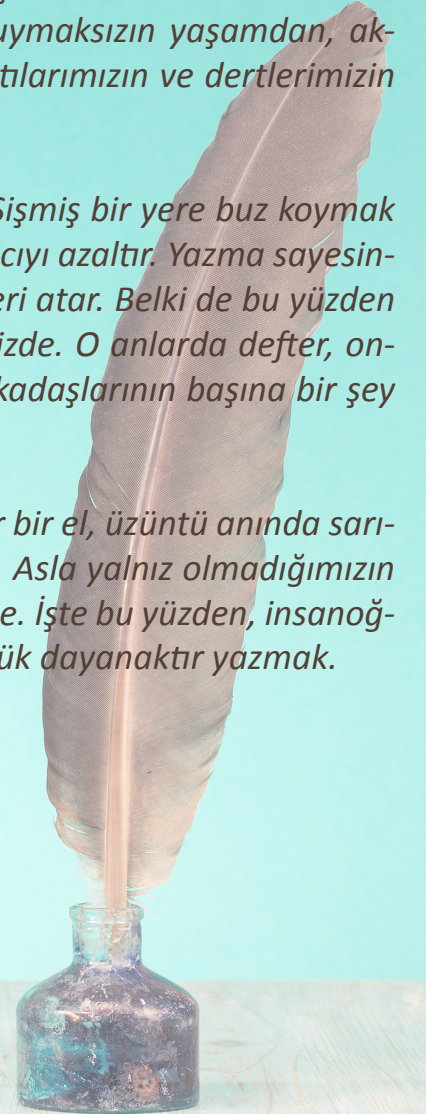 uymaksızın yaşamdan, ak-
tılarımızın ve dertlerimizin
Şişmiş bir yere buz koymak
cıyı azaltır. Yazma sayesin-
eri atar. Belki de bu yüzden
izde. O anlarda defter, on-
kadaşlarının başına bir şey
r bir el, üzüntü anında sarı-
Asla yalnız olmadığımızın
e. İşte bu yüzden, insanoğ-
ük dayanaktır yazmak.